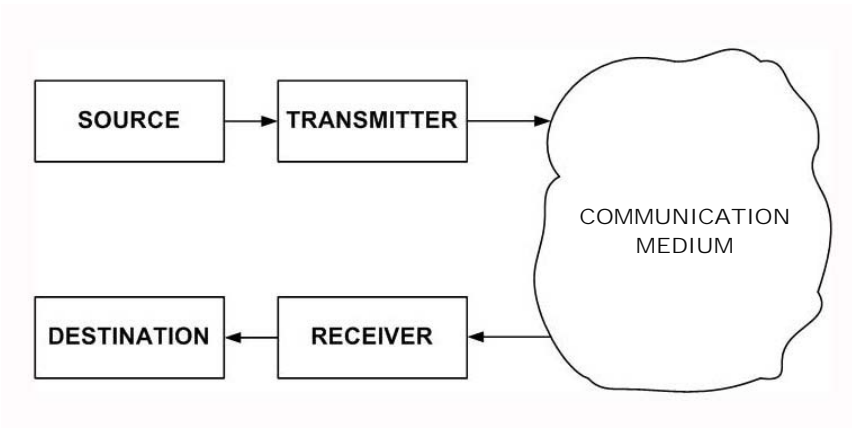 SOURCE
TRANSMITTER
COMMUNICATION
MEDIUM
DESTINATION
RECEIVER